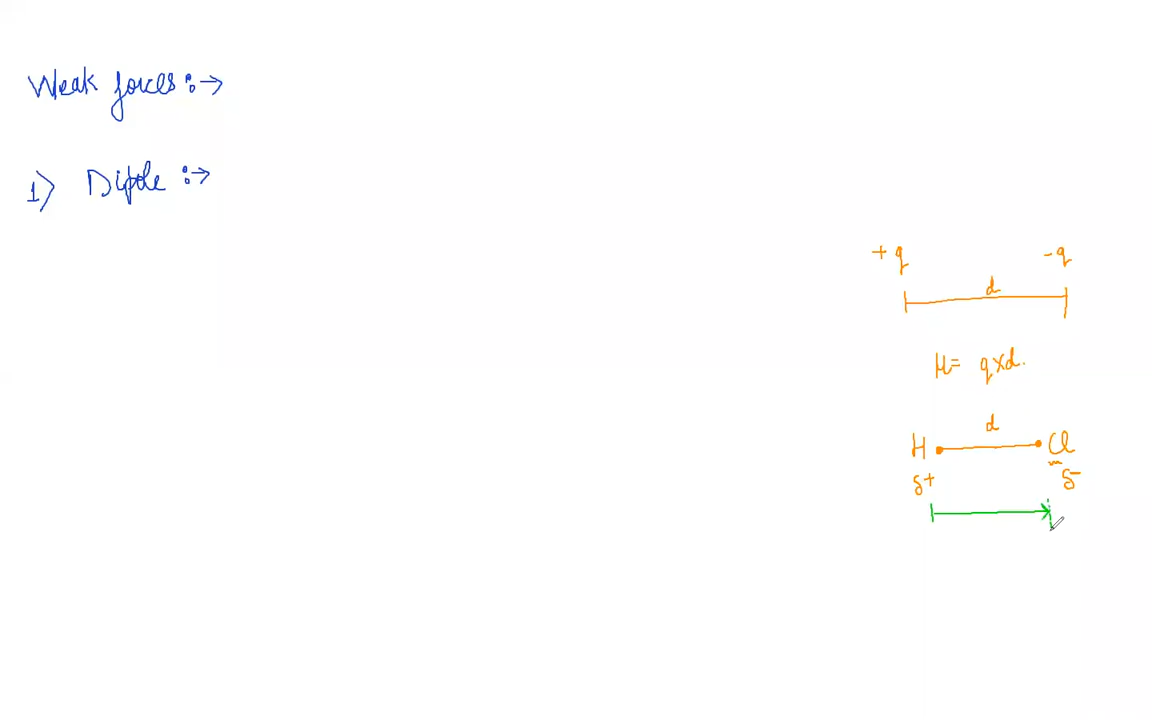 Weak forces :→
1) Dipole :→
+q -q
d
μ= q×d.
d
H Cl
δ+ δ-